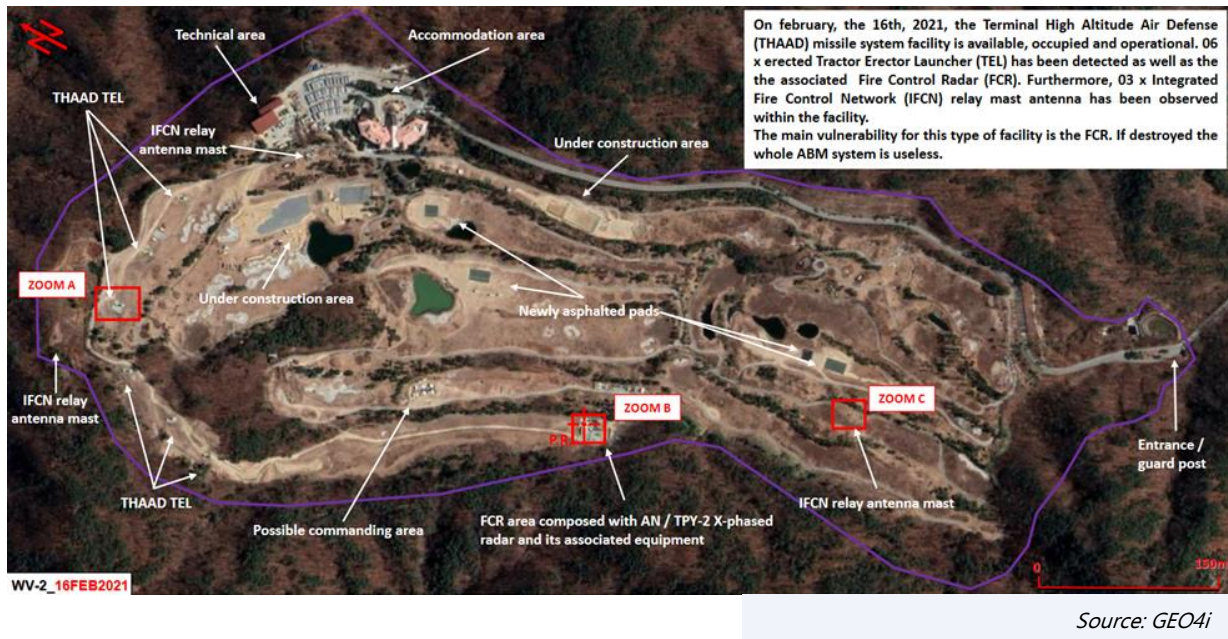 On february, the 16th, 2021, the Terminal High Altitude Air Defense
(THAAD) missile system facility is available, occupied and operational. 06
x erected Tractor Erector Launcher (TEL) has been detected as well as the
the associated Fire Control Radar (FCR). Furthermore, 03 x Integrated
Fire Control Network (IFCN) relay mast antenna has been observed
within the facility.
The main vulnerability for this type of facility is the FCR. If destroyed the
whole ABM system is useless.
N
Technical area
Accommodation area
THAAD TEL
IFCN relay
antenna mast
Under construction area
ZOOM A
Under construction area
Newly asphalted pads
IFCN relay
antenna mast
ZOOM B
ZOOM C
P.R
Entrance /
guard post
THAAD TEL
IFCN relay antenna mast
Possible commanding area
FCR area composed with AN / TPY-2 X-phased
radar and its associated equipment
0
150m
WV-2_16FEB2021
Source: GEO4i